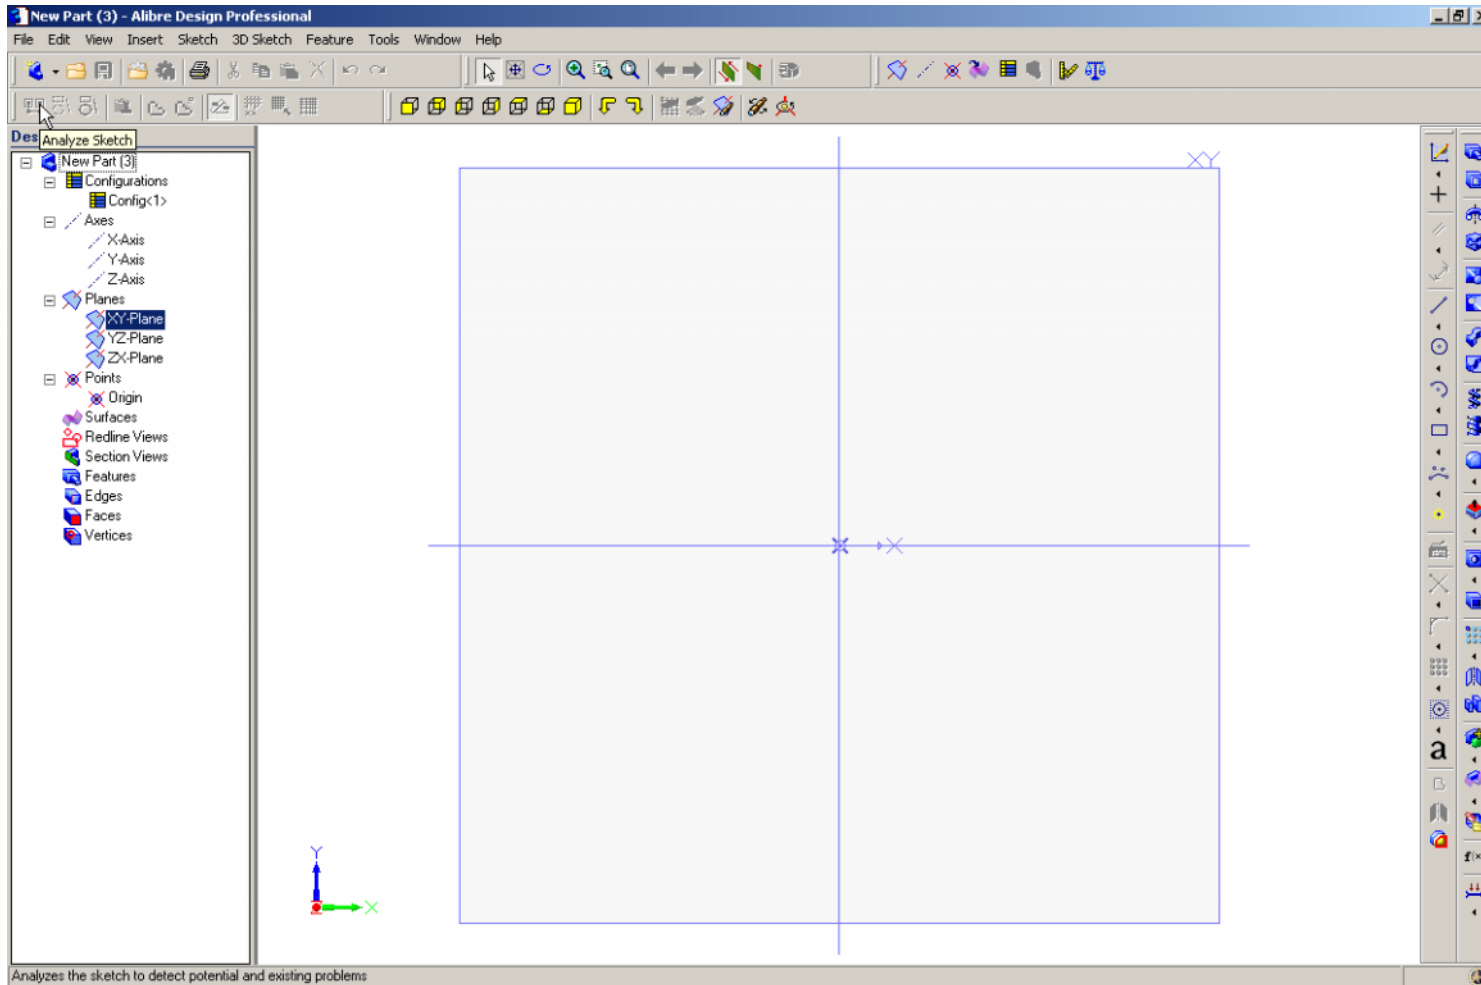 New Part (3) - Alibre Design Professional
File Edit View Insert Sketch 3D Sketch Feature Tools Window Help
Des
Analyze Sketch
New Part (3)
Configurations
Config<1>
Axes
X-Axis
Y-Axis
Z-Axis
Planes
XY-Plane
YZ-Plane
ZX-Plane
Points
Origin
Surfaces
Redline Views
Section Views
Features
Edges
Faces
Vertices
XY
X
Y
X
a
f(x
Analyzes the sketch to detect potential and existing problems